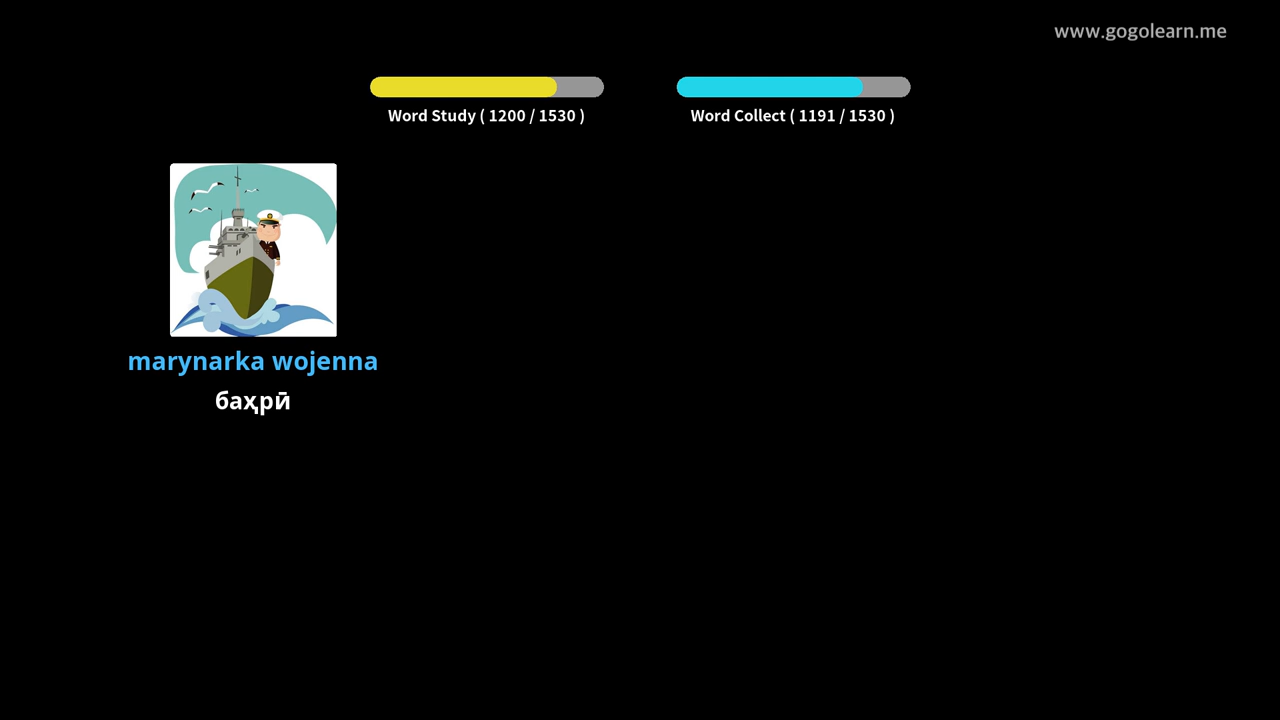 www.gogolearn.me
Word Study ( 1200 / 1530 )
Word Collect ( 1191 / 1530 )
marynarka wojenna
баҳрӣ